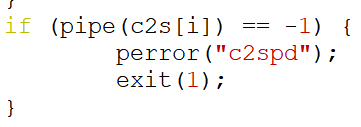 }
if (pipe(c2s[i]) == -1) {
        perror("c2spd");
        exit(1);
}